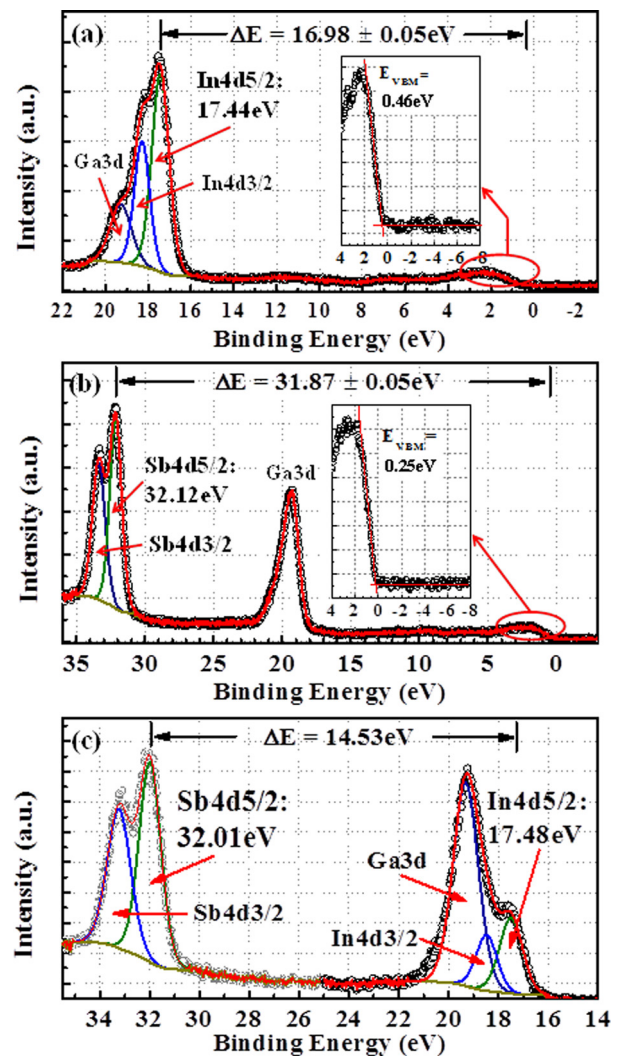 (a)
ΔE = 16.98 ± 0.05eV
In4d5/2:
17.44eV
Ga3d
In4d3/2
E_VBM=
0.46eV
4 2 0 -2 -4 -6 -8
Intensity (a.u.)
22 20 18 16 14 12 10 8 6 4 2 0 -2
Binding Energy (eV)
(b)
ΔE = 31.87 ± 0.05eV
Sb4d5/2:
32.12eV
Sb4d3/2
Ga3d
E_VBM=
0.25eV
4 2 0 -2 -4 -6 -8
Intensity (a.u.)
35 30 25 20 15 10 5 0
Binding Energy (eV)
(c)
ΔE = 14.53eV
Sb4d5/2:
32.01eV
Sb4d3/2
In4d5/2:
17.48eV
Ga3d
In4d3/2
Intensity (a.u.)
34 32 30 28 26 24 22 20 18 16 14
Binding Energy (eV)